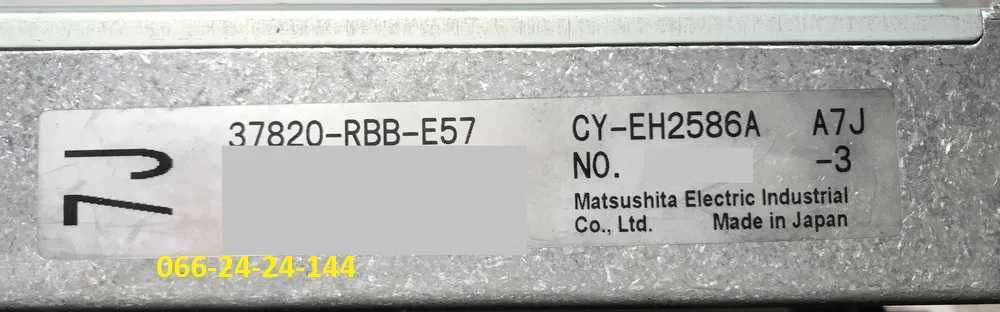 37820-RBB-E57
CY-EH2586A A7J
NO. -3
Matsushita Electric Industrial
Co., Ltd. Made in Japan
066-24-24-144